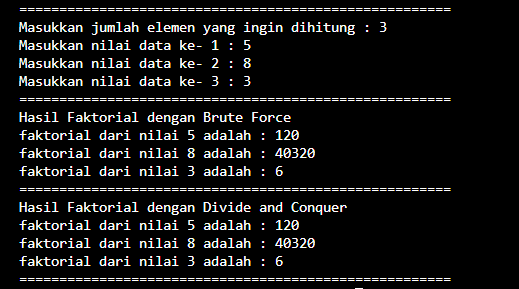 ======================================================
Masukkan jumlah elemen yang ingin dihitung : 3
Masukkan nilai data ke- 1 : 5
Masukkan nilai data ke- 2 : 8
Masukkan nilai data ke- 3 : 3
======================================================
Hasil Faktorial dengan Brute Force
faktorial dari nilai 5 adalah : 120
faktorial dari nilai 8 adalah : 40320
faktorial dari nilai 3 adalah : 6
======================================================
Hasil Faktorial dengan Divide and Conquer
faktorial dari nilai 5 adalah : 120
faktorial dari nilai 8 adalah : 40320
faktorial dari nilai 3 adalah : 6
======================================================